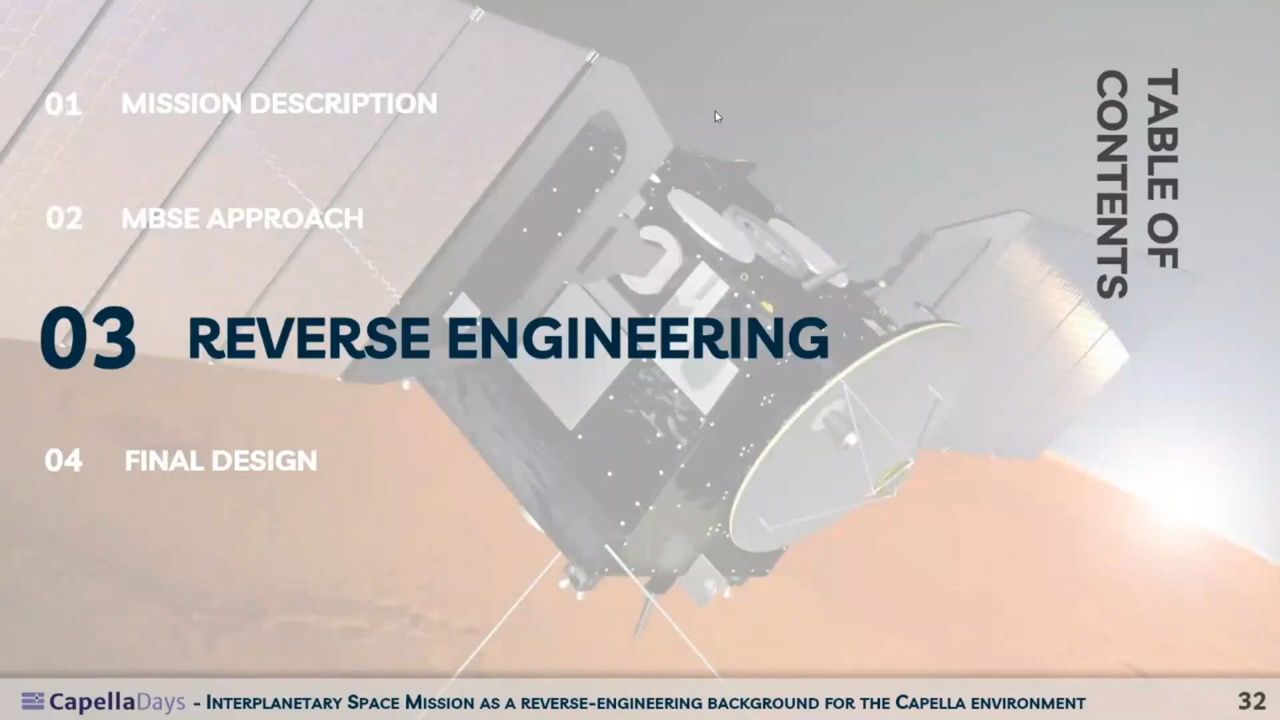 01 MISSION DESCRIPTION
02 MBSE APPROACH
03 REVERSE ENGINEERING
04 FINAL DESIGN
TABLE OF
CONTENTS
CapellaDays - INTERPLANETARY SPACE MISSION AS A REVERSE-ENGINEERING BACKGROUND FOR THE CAPELLA ENVIRONMENT 32